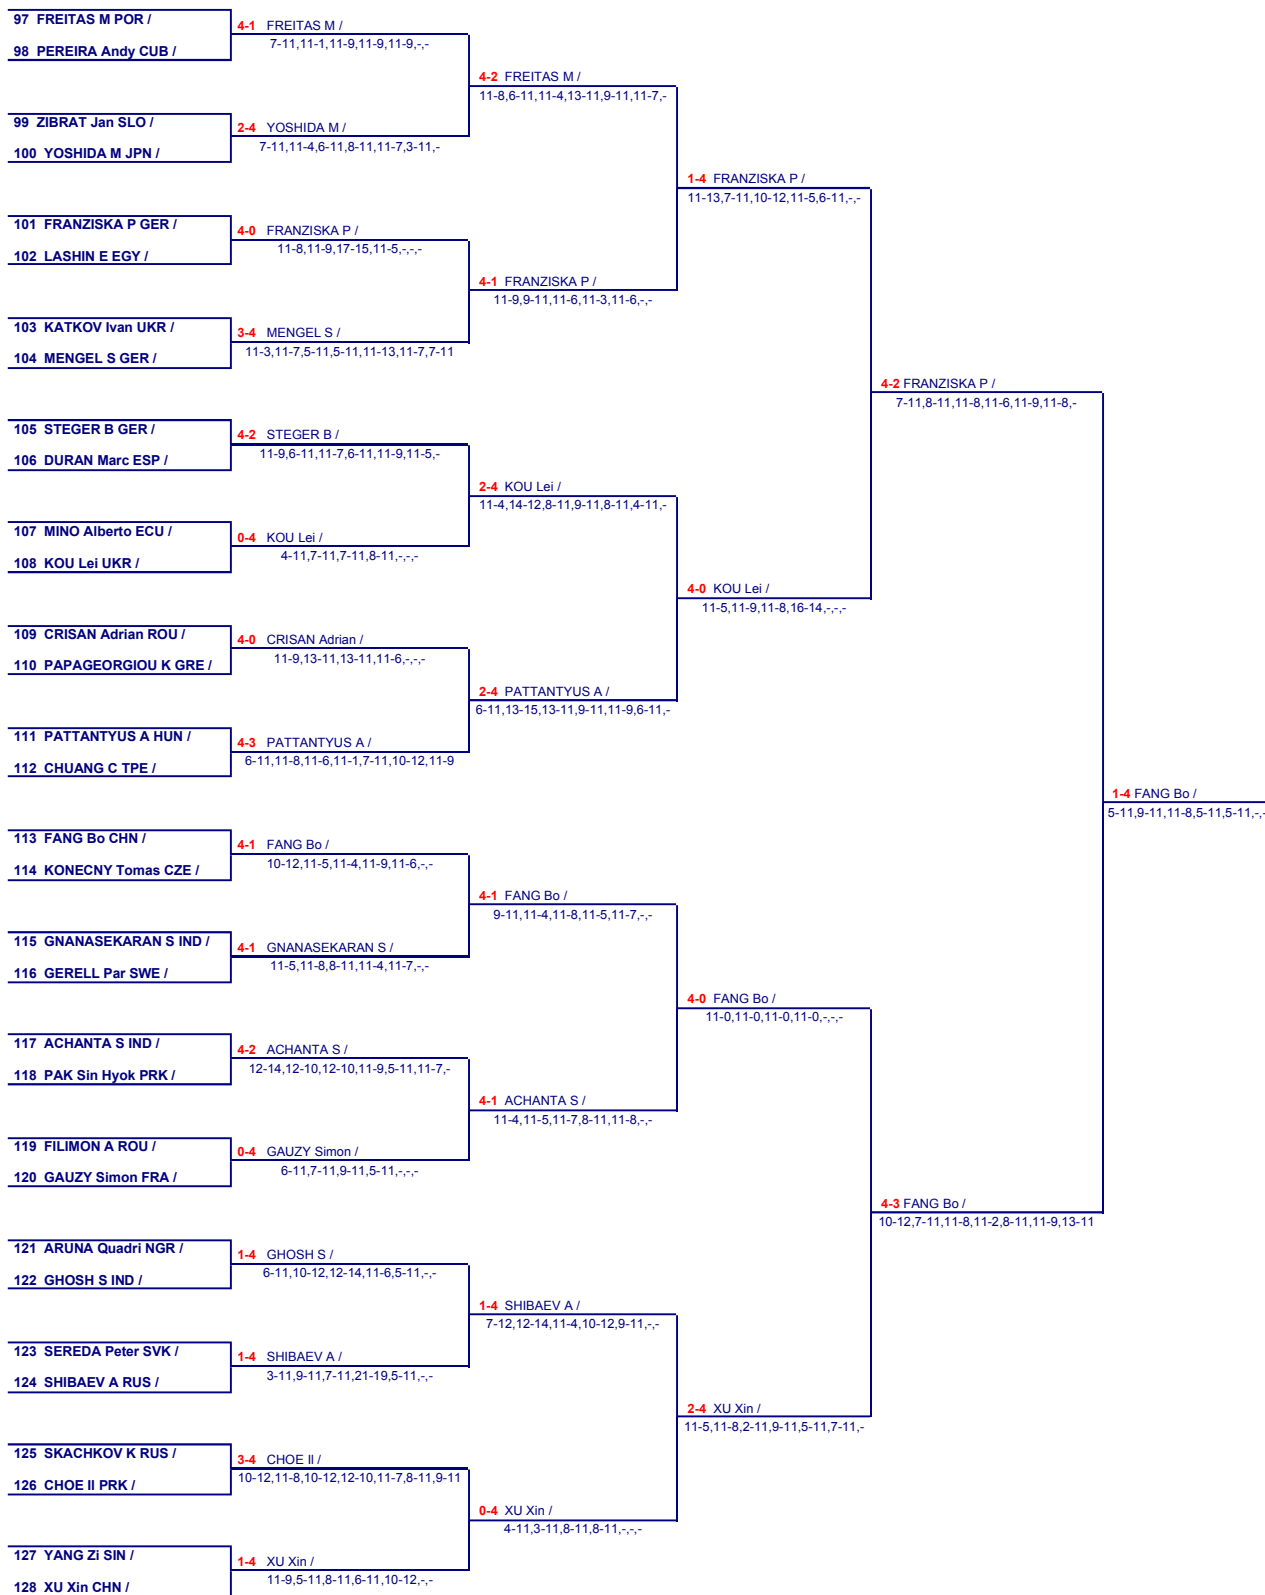 97 FREITAS M POR /
4-1 FREITAS M /
7-11,11-1,11-9,11-9,11-9,-,-
98 PEREIRA Andy CUB /
4-2 FREITAS M /
11-8,6-11,11-4,13-11,9-11,11-7,-
99 ZIBRAT Jan SLO /
2-4 YOSHIDA M /
7-11,11-4,6-11,8-11,11-7,3-11,-
100 YOSHIDA M JPN /
1-4 FRANZISKA P /
11-13,7-11,10-12,11-5,6-11,-,-
101 FRANZISKA P GER /
4-0 FRANZISKA P /
11-8,11-9,17-15,11-5,-,-,-
102 LASHIN E EGY /
4-1 FRANZISKA P /
11-9,9-11,11-6,11-3,11-6,-,-
103 KATKOV Ivan UKR /
3-4 MENGEL S /
11-3,11-7,5-11,5-11,11-13,11-7,7-11
104 MENGEL S GER /
4-2 FRANZISKA P /
7-11,8-11,11-8,11-6,11-9,11-8,-
105 STEGER B GER /
4-2 STEGER B /
11-9,6-11,11-7,6-11,11-9,11-5,-
106 DURAN Marc ESP /
2-4 KOU Lei /
11-4,14-12,8-11,9-11,8-11,4-11,-
107 MINO Alberto ECU /
0-4 KOU Lei /
4-11,7-11,7-11,8-11,-,-,-
108 KOU Lei UKR /
4-0 KOU Lei /
11-5,11-9,11-8,16-14,-,-,-
109 CRISAN Adrian ROU /
4-0 CRISAN Adrian /
11-9,13-11,13-11,11-6,-,-,-
110 PAPAGEORGIOU K GRE /
2-4 PATTANTYUS A /
6-11,13-15,13-11,9-11,11-9,6-11,-
111 PATTANTYUS A HUN /
4-3 PATTANTYUS A /
6-11,11-8,11-6,11-1,7-11,10-12,11-9
112 CHUANG C TPE /
1-4 FANG Bo /
5-11,9-11,11-8,5-11,5-11,-,-
113 FANG Bo CHN /
4-1 FANG Bo /
10-12,11-5,11-4,11-9,11-6,-,-
114 KONECNY Tomas CZE /
4-1 FANG Bo /
9-11,11-4,11-8,11-5,11-7,-,-
115 GNANASEKARAN S IND /
4-1 GNANASEKARAN S /
11-5,11-8,8-11,11-4,11-7,-,-
116 GERELL Par SWE /
4-0 FANG Bo /
11-0,11-0,11-0,11-0,-,-,-
117 ACHANTA S IND /
4-2 ACHANTA S /
12-14,12-10,12-10,11-9,5-11,11-7,-
118 PAK Sin Hyok PRK /
4-1 ACHANTA S /
11-4,11-5,11-7,8-11,11-8,-,-
119 FILIMON A ROU /
0-4 GAUZY Simon /
6-11,7-11,9-11,5-11,-,-,-
120 GAUZY Simon FRA /
4-3 FANG Bo /
10-12,7-11,11-8,11-2,8-11,11-9,13-11
121 ARUNA Quadri NGR /
1-4 GHOSH S /
6-11,10-12,12-14,11-6,5-11,-,-
122 GHOSH S IND /
1-4 SHIBAEV A /
7-12,12-14,11-4,10-12,9-11,-,-
123 SEREDA Peter SVK /
1-4 SHIBAEV A /
3-11,9-11,7-11,21-19,5-11,-,-
124 SHIBAEV A RUS /
2-4 XU Xin /
11-5,11-8,2-11,9-11,5-11,7-11,-
125 SKACHKOV K RUS /
3-4 CHOE Il /
10-12,11-8,10-12,12-10,11-7,8-11,9-11
126 CHOE Il PRK /
0-4 XU Xin /
4-11,3-11,8-11,8-11,-,-,-
127 YANG Zi SIN /
1-4 XU Xin /
11-9,5-11,8-11,6-11,10-12,-,-
128 XU Xin CHN /